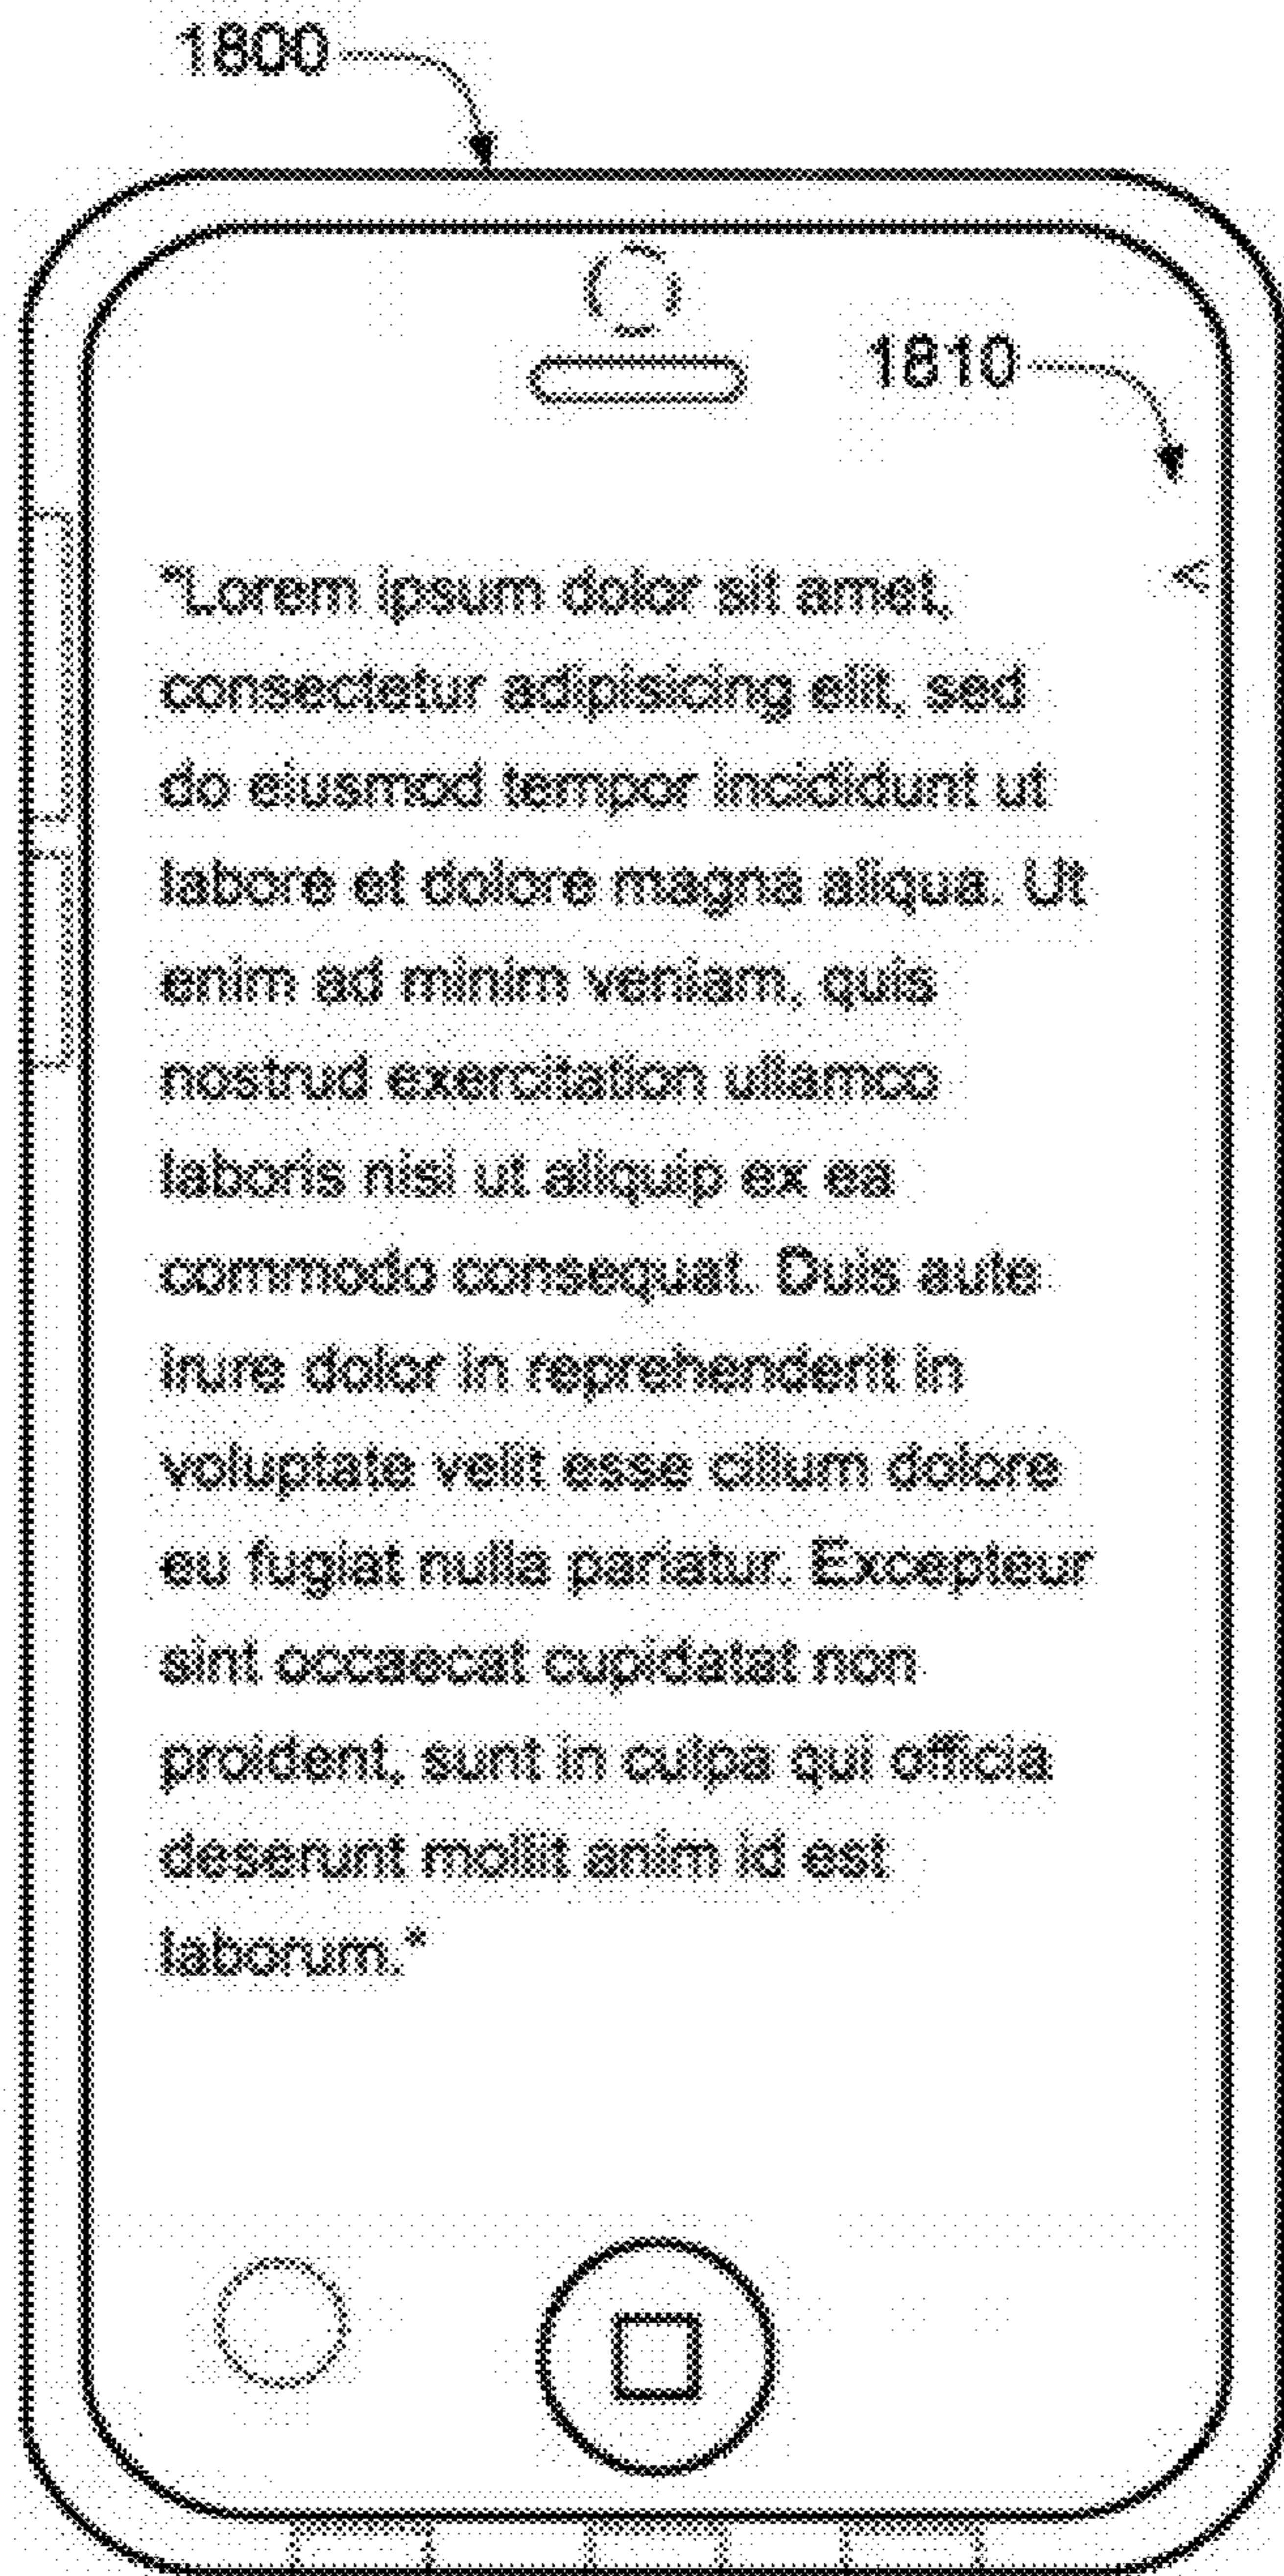 1800
1810
"Lorem ipsum dolor sit amet,
<
consectetur adipisicing elit, sed
do eiusmod tempor incididunt ut
labore et dolore magna aliqua. Ut
enim ad minim veniam, quis
nostrud exercitation ullamco
laboris nisi ut aliquip ex ea
commodo consequat. Duis aute
irure dolor in reprehenderit in
voluptate velit esse cillum dolore
eu fugiat nulla pariatur. Excepteur
sint occaecat cupidatat non
proident, sunt in culpa qui officia
deserunt mollit anim id est
laborum."